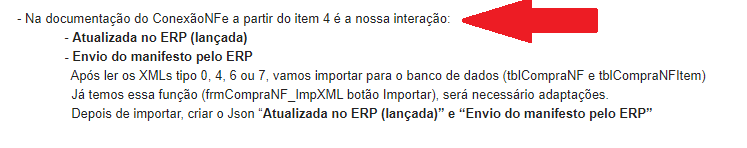 - Na documentação do ConexãoNFe a partir do item 4 é a nossa interação:
- Atualizada no ERP (lançada)
- Envio do manifesto pelo ERP
Após ler os XMLs tipo 0, 4, 6 ou 7, vamos importar para o banco de dados (tblCompraNF e tblCompraNFItem)
Já temos essa função (frmCompraNF_ImpXML botão Importar), será necessário adaptações.
Depois de importar, criar o Json “Atualizada no ERP (lançada)” e “Envio do manifesto pelo ERP”